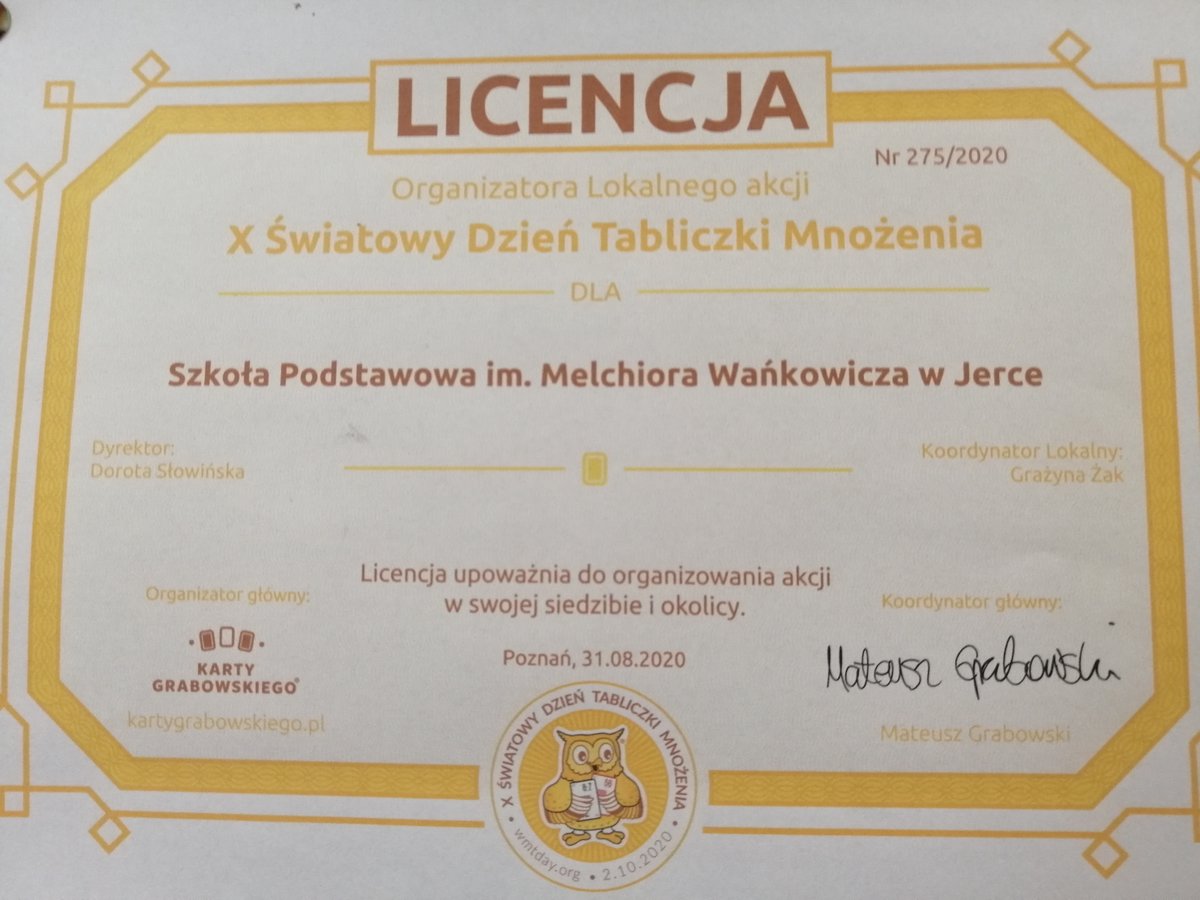 LICENCJA
Nr 275/2020
Organizatora Lokalnego akcji
X Światowy Dzień Tabliczki Mnożenia
DLA
Szkoła Podstawowa im. Melchiora Wańkowicza w Jerce
Dyrektor:
Dorota Słowińska
Koordynator Lokalny:
Grażyna Żak
Licencja upoważnia do organizowania akcji
w swojej siedzibie i okolicy.
Organizator główny:
KARTY
GRABOWSKIEGO®
kartygrabowskiego.pl
Poznań, 31.08.2020
Koordynator główny:
Mateusz Grabowski
Mateusz Grabowski
X ŚWIATOWY DZIEŃ TABLICZKI MNOŻENIA
wmtday.org • 2.10.2020